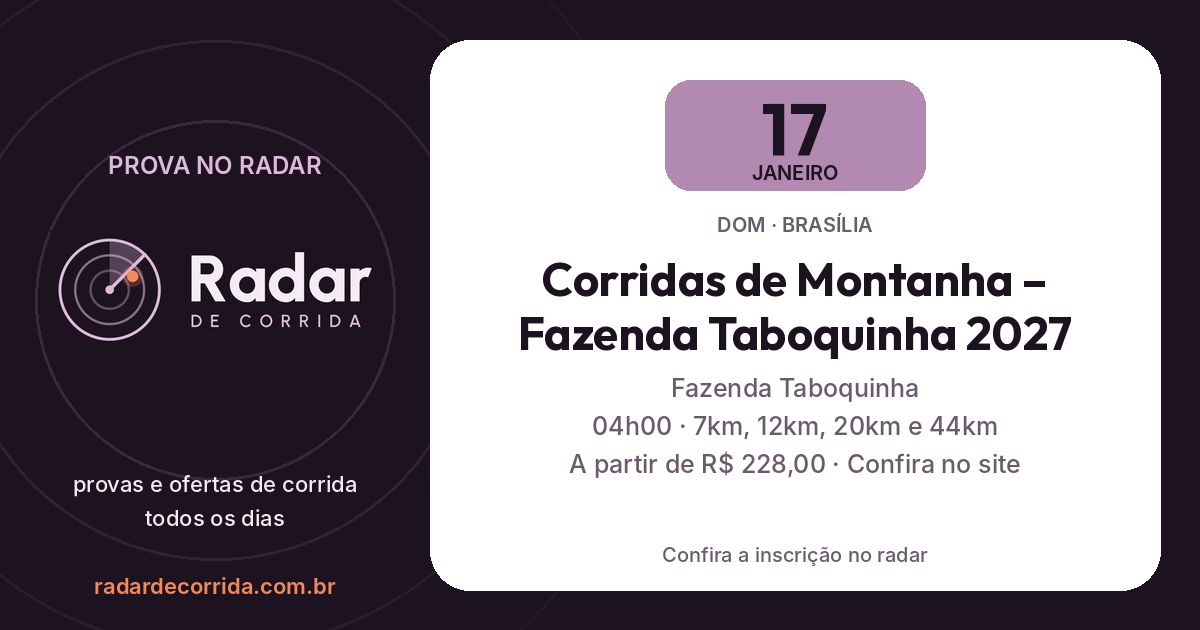 PROVA NO RADAR
Radar
DE CORRIDA
provas e ofertas de corrida
todos os dias
radardecorrida.com.br
17
JANEIRO
DOM · BRASÍLIA
Corridas de Montanha –
Fazenda Taboquinha 2027
Fazenda Taboquinha
04h00 · 7km, 12km, 20km e 44km
A partir de R$ 228,00 · Confira no site
Confira a inscrição no radar